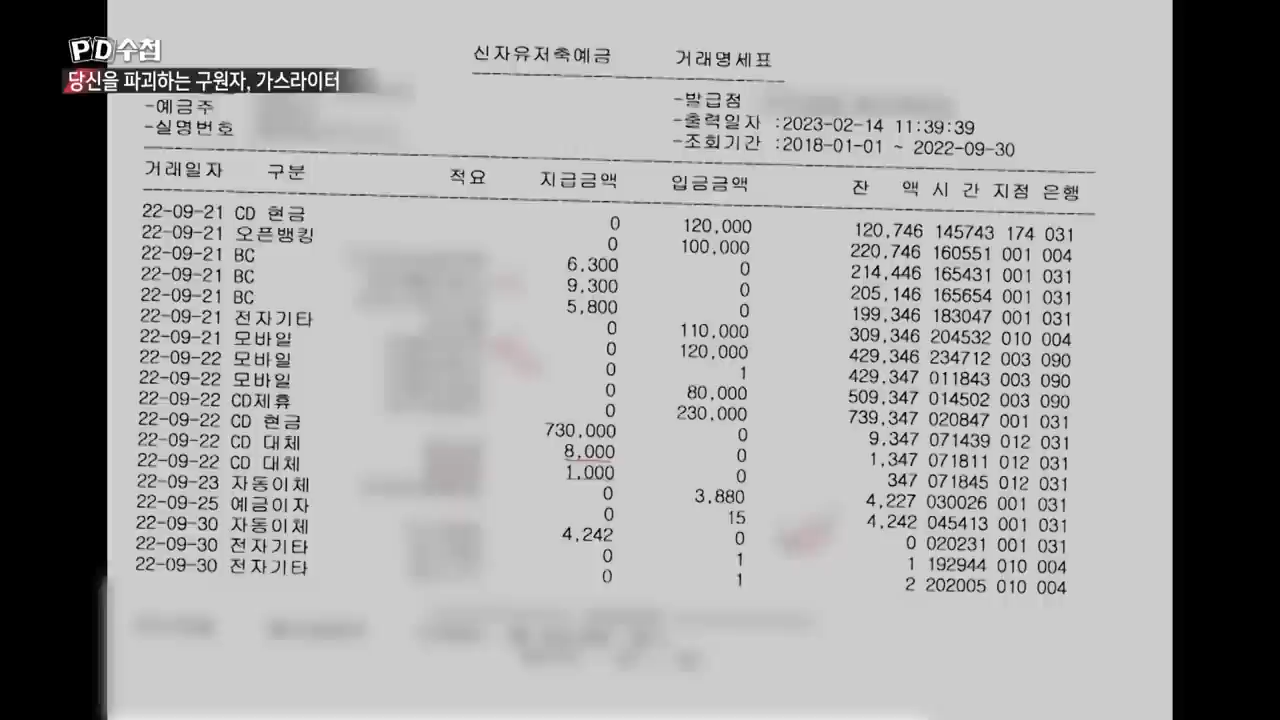 PD수첩
당신을 파괴하는 구원자, 가스라이터
신자유저축예금 거래명세표
-예금주 -발급점
-실명번호 -출력일자 :2023-02-14 11:39:39
-조회기간 :2018-01-01 ~ 2022-09-30
거래일자 구분 적요 지급금액 입금금액 잔 액 시 간 지점 은행
22-09-21 CD 현금 0 120,000 120,746 145743 174 031
22-09-21 오픈뱅킹 0 100,000 220,746 160551 001 004
22-09-21 BC 6,300 0 214,446 165431 001 031
22-09-21 BC 9,300 0 205,146 165654 001 031
22-09-21 BC 5,800 0 199,346 183047 001 031
22-09-21 전자기타 0 110,000 309,346 204532 010 004
22-09-21 모바일 0 120,000 429,346 234712 003 090
22-09-22 모바일 0 1 429,347 011843 003 090
22-09-22 모바일 0 80,000 509,347 014502 003 090
22-09-22 CD제휴 0 230,000 739,347 020847 001 031
22-09-22 CD 현금 730,000 0 9,347 071439 012 031
22-09-22 CD 대체 8,000 0 1,347 071811 012 031
22-09-22 CD 대체 1,000 0 347 071845 012 031
22-09-23 자동이체 0 3,880 4,227 030026 001 031
22-09-25 예금이자 0 15 4,242 045413 001 031
22-09-30 자동이체 4,242 0 0 020231 001 031
22-09-30 전자기타 0 1 1 192944 010 004
22-09-30 전자기타 0 1 2 202005 010 004